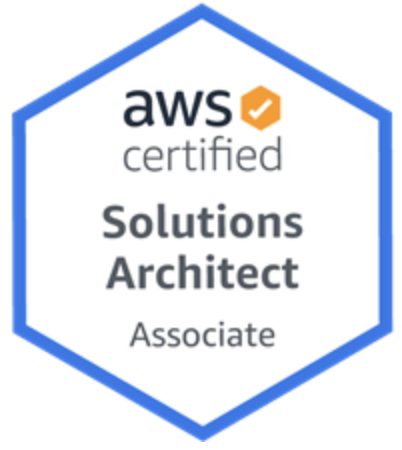 aws
certified
Solutions
Architect
Associate